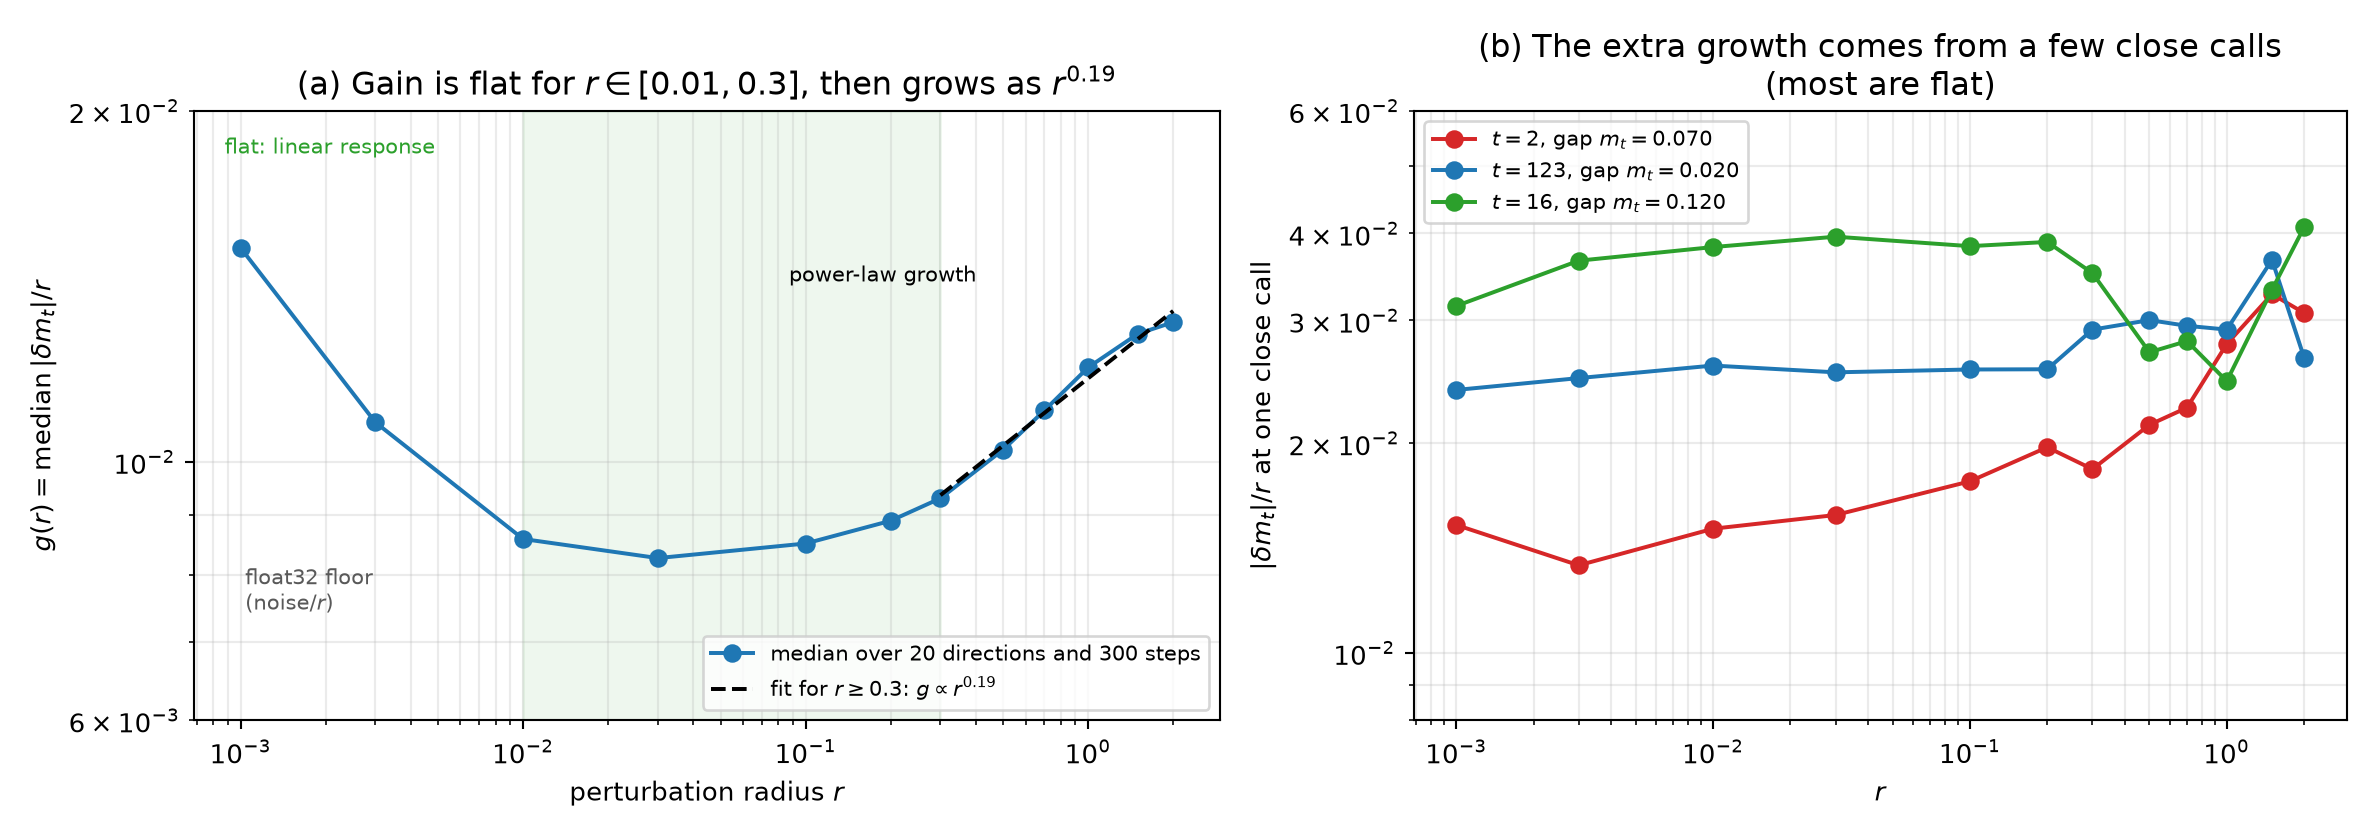 (a) Gain is flat for r ∈ [0.01, 0.3], then grows as r^0.19
2 × 10⁻²
10⁻²
6 × 10⁻³
g(r) = median |δm_t|/r
flat: linear response
power-law growth
float32 floor
(noise/r)
median over 20 directions and 300 steps
fit for r ≥ 0.3: g ∝ r^0.19
10⁻³
10⁻²
10⁻¹
10⁰
perturbation radius r
(b) The extra growth comes from a few close calls
(most are flat)
6 × 10⁻²
4 × 10⁻²
3 × 10⁻²
2 × 10⁻²
10⁻²
|δm_t|/r at one close call
t = 2, gap m_t = 0.070
t = 123, gap m_t = 0.020
t = 16, gap m_t = 0.120
10⁻³
10⁻²
10⁻¹
10⁰
r